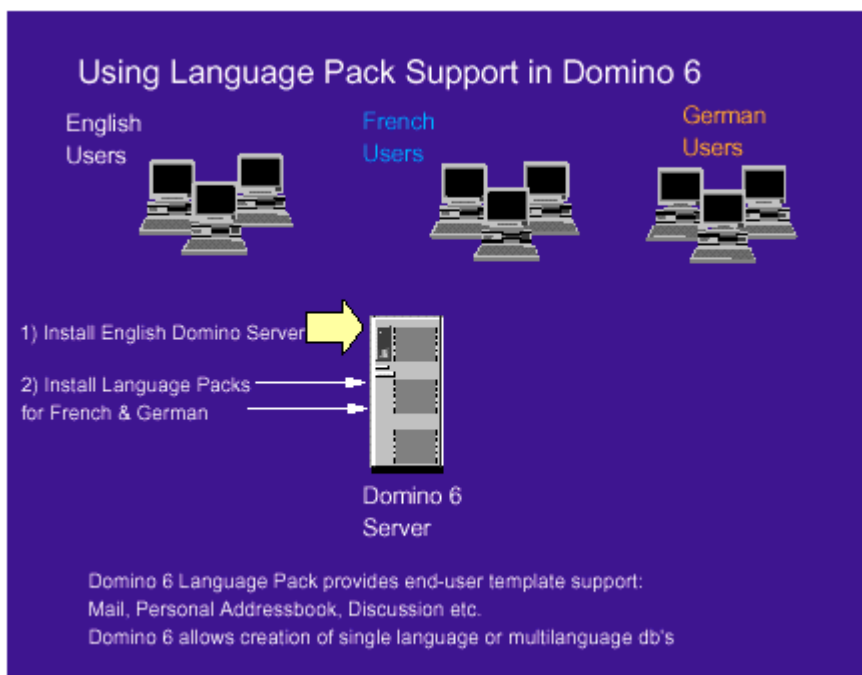 Using Language Pack Support in Domino 6
English
Users
French
Users
German
Users
1) Install English Domino Server
2) Install Language Packs
for French & German
Domino 6
Server
Domino 6 Language Pack provides end-user template support:
Mail, Personal Addressbook, Discussion etc.
Domino 6 allows creation of single language or multilanguage db's